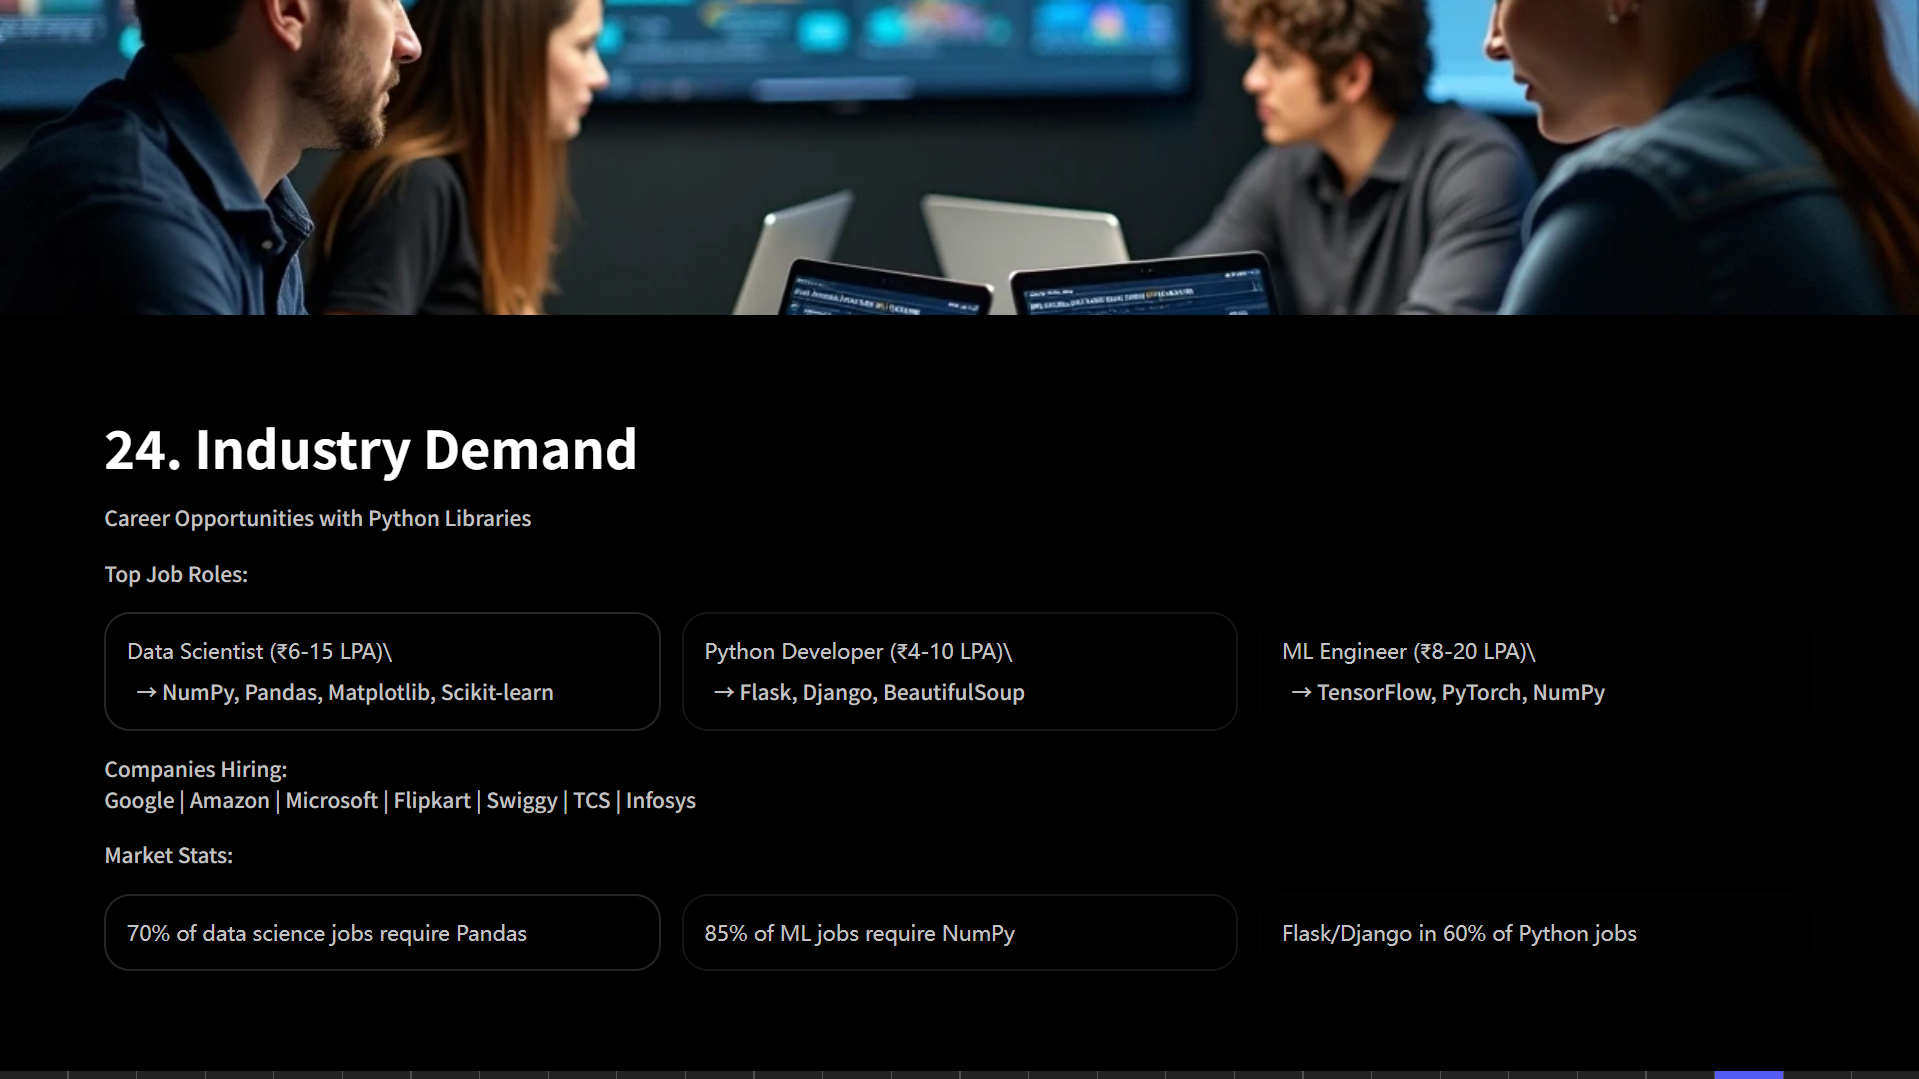 24. Industry Demand
Career Opportunities with Python Libraries
Top Job Roles:
Data Scientist (₹6-15 LPA)\
→ NumPy, Pandas, Matplotlib, Scikit-learn
Python Developer (₹4-10 LPA)\
→ Flask, Django, BeautifulSoup
ML Engineer (₹8-20 LPA)\
→ TensorFlow, PyTorch, NumPy
Companies Hiring:
Google | Amazon | Microsoft | Flipkart | Swiggy | TCS | Infosys
Market Stats:
70% of data science jobs require Pandas
85% of ML jobs require NumPy
Flask/Django in 60% of Python jobs